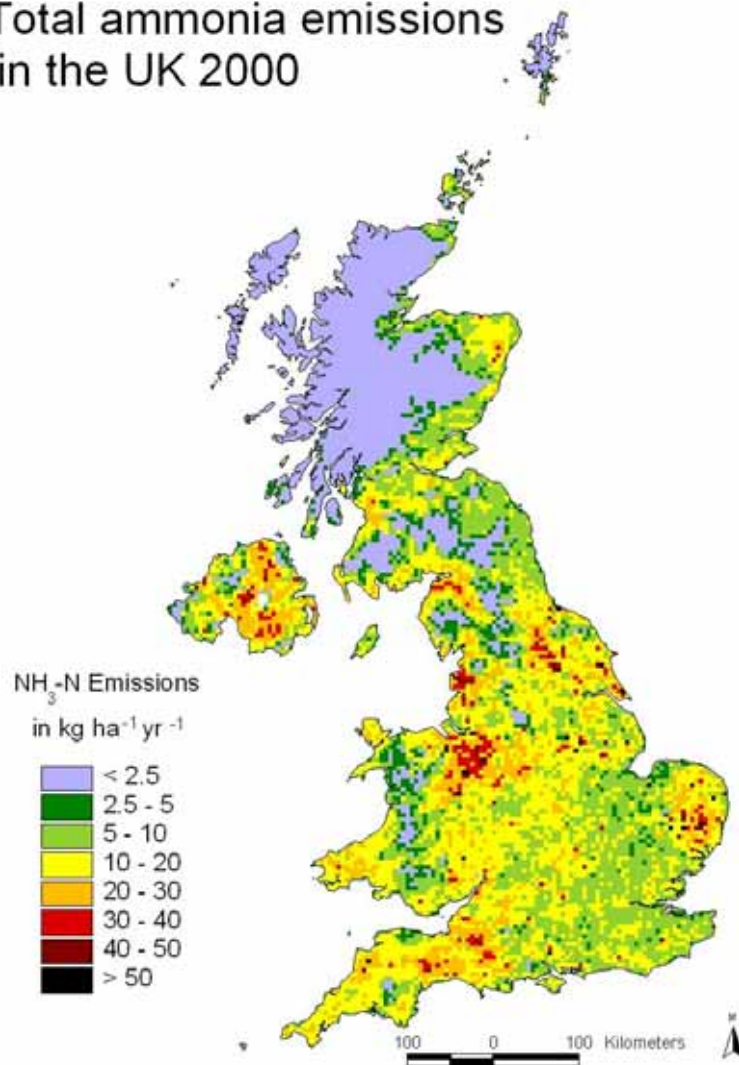 Total ammonia emissions
in the UK 2000
NH₃-N Emissions
in kg ha⁻¹ yr ⁻¹
< 2.5
2.5 - 5
5 - 10
10 - 20
20 - 30
30 - 40
40 - 50
> 50
100 0 100 Kilometers
N